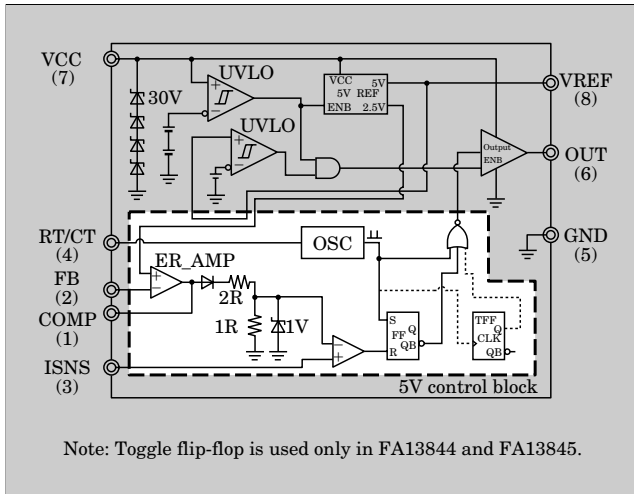 VCC
(7)
UVLO
30V
VCC
5V
5V REF
ENB
2.5V
VREF
(8)
UVLO
Output
ENB
OUT
(6)
RT/CT
(4)
OSC
GND
(5)
ER_AMP
FB
(2)
2R
COMP
(1)
1R
1V
S
FF
Q
R
QB
TFF
Q
CLK
QB
ISNS
(3)
5V control block
Note: Toggle flip-flop is used only in FA13844 and FA13845.